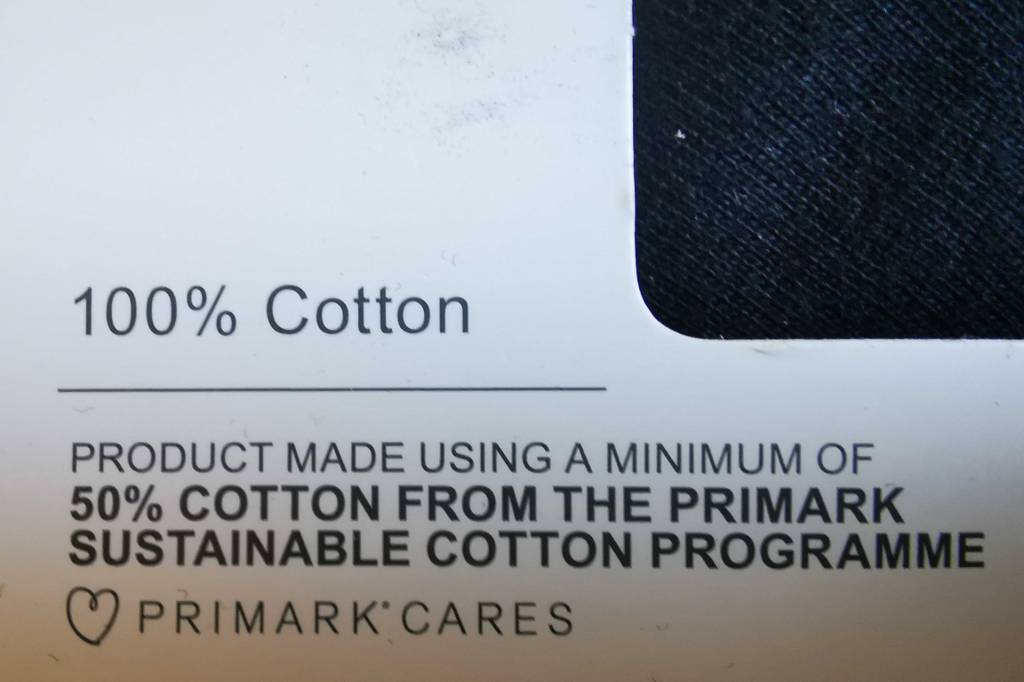 100% Cotton
PRODUCT MADE USING A MINIMUM OF
50% COTTON FROM THE PRIMARK
SUSTAINABLE COTTON PROGRAMME
PRIMARK® CARES